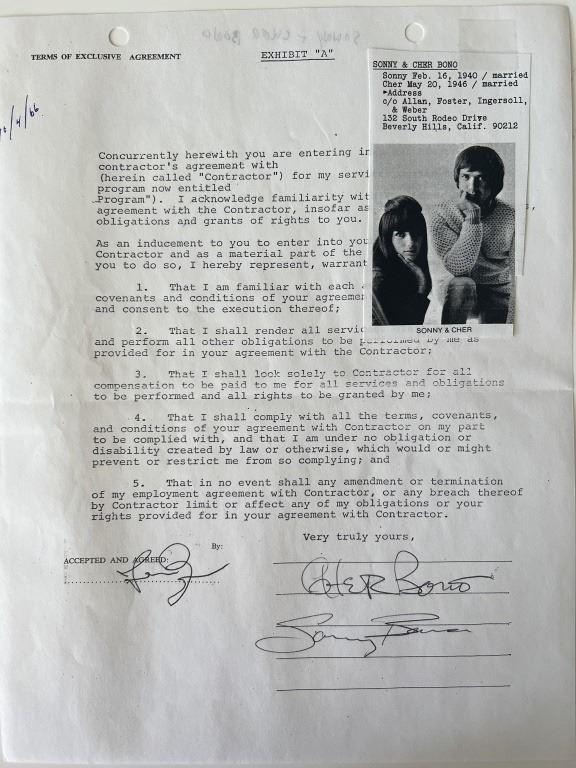 TERMS OF EXCLUSIVE AGREEMENT
EXHIBIT "A"
SONNY & CHER BONO
Sonny Feb. 16, 1940 / married
Cher May 20, 1946 / married
►Address
c/o Allan, Foster, Ingersoll,
& Weber
132 South Rodeo Drive
Beverly Hills, Calif. 90212
SONNY & CHER
/4/66
Concurrently herewith you are entering in
contractor's agreement with
(herein called "Contractor") for my servi
program now entitled
Program"). I acknowledge familiarity wit
agreement with the Contractor, insofar as
obligations and grants of rights to you.
As an inducement to you to enter into you
Contractor and as a material part of the
you to do so, I hereby represent, warrant
1. That I am familiar with each
covenants and conditions of your agreemen
and consent to the execution thereof;
2. That I shall render all servic
and perform all other obligations to be performed by me as
provided for in your agreement with the Contractor;
3. That I shall look solely to Contractor for all
compensation to be paid to me for all services and obligations
to be performed and all rights to be granted by me;
4. That I shall comply with all the terms, covenants,
and conditions of your agreement with Contractor on my part
to be complied with, and that I am under no obligation or
disability created by law or otherwise, which would or might
prevent or restrict me from so complying; and
5. That in no event shall any amendment or termination
of my employment agreement with Contractor, or any breach thereof
by Contractor limit or affect any of my obligations or your
rights provided for in your agreement with Contractor.
Very truly yours,
By:
ACCEPTED AND AGREED:
CHER BONO
Sonny Bono